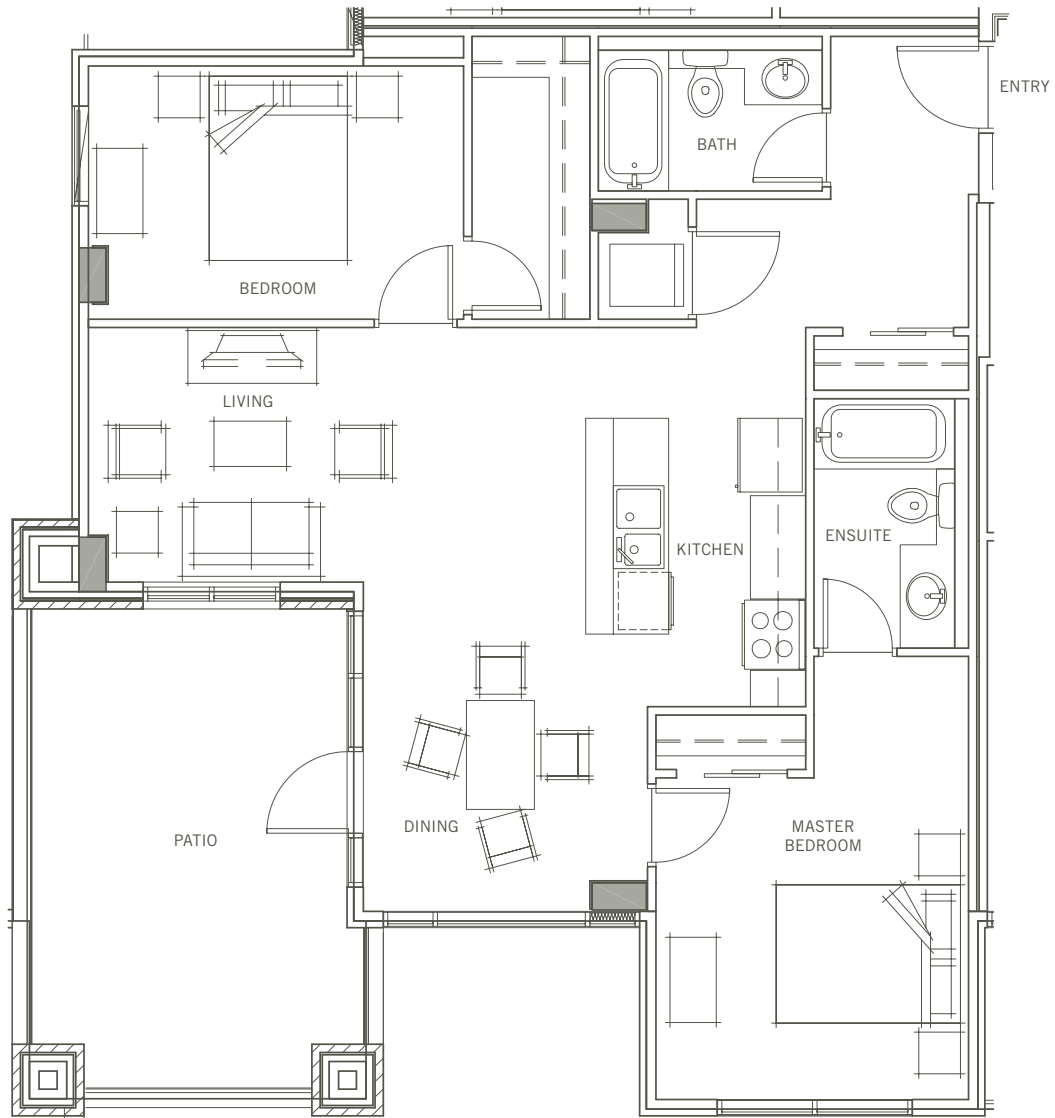 ENTRY
BATH
BEDROOM
LIVING
ENSUITE
KITCHEN
DINING
MASTER
BEDROOM
PATIO